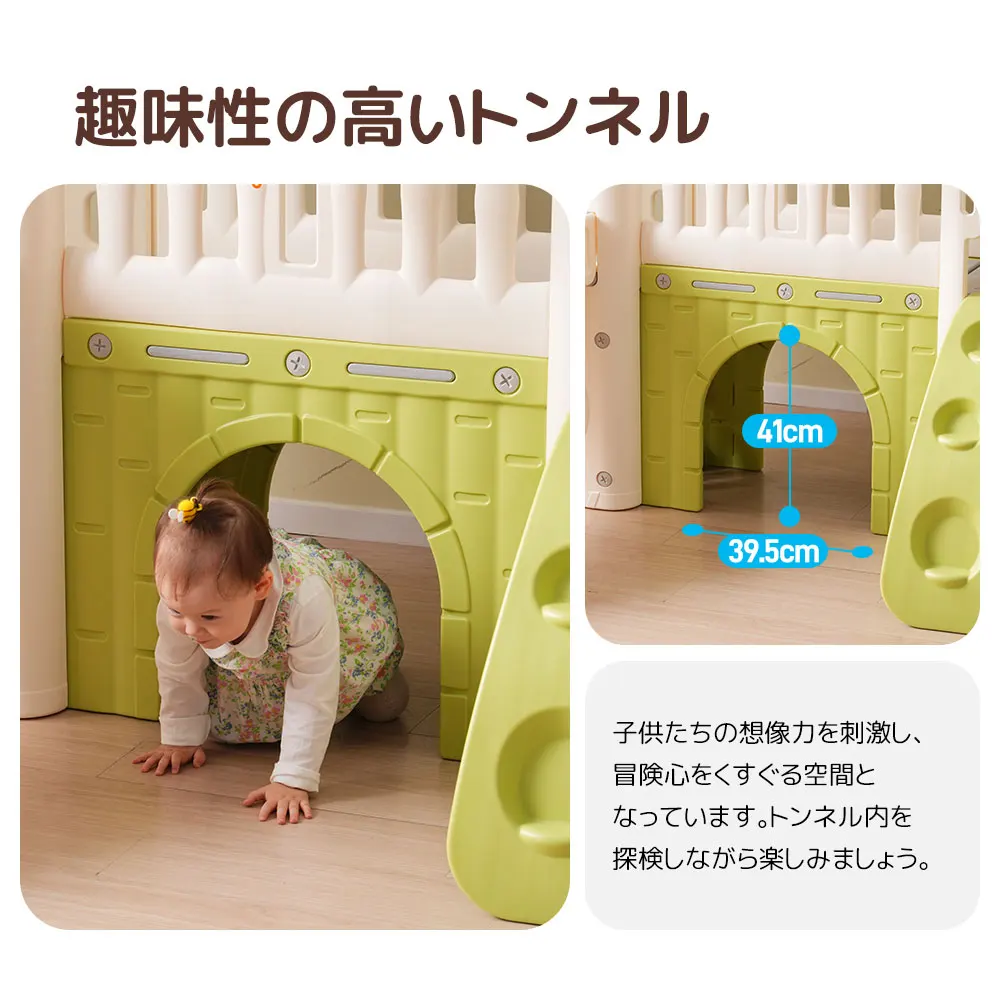 趣味性の高いトンネル
41cm
39.5cm
子供たちの想像力を刺激し、
冒険心をくすぐる空間と
なっています。トンネル内を
探検しながら楽しみましょう。